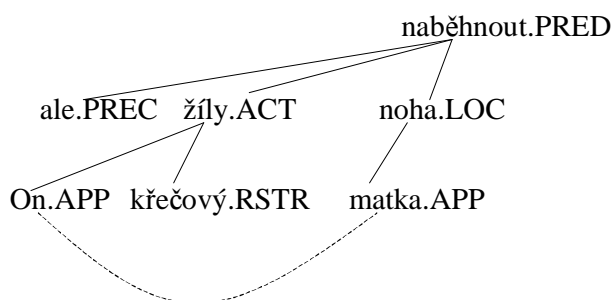 naběhnout.PRED
ale.PREC žíly.ACT noha.LOC
On.APP křečový.RSTR matka.APP